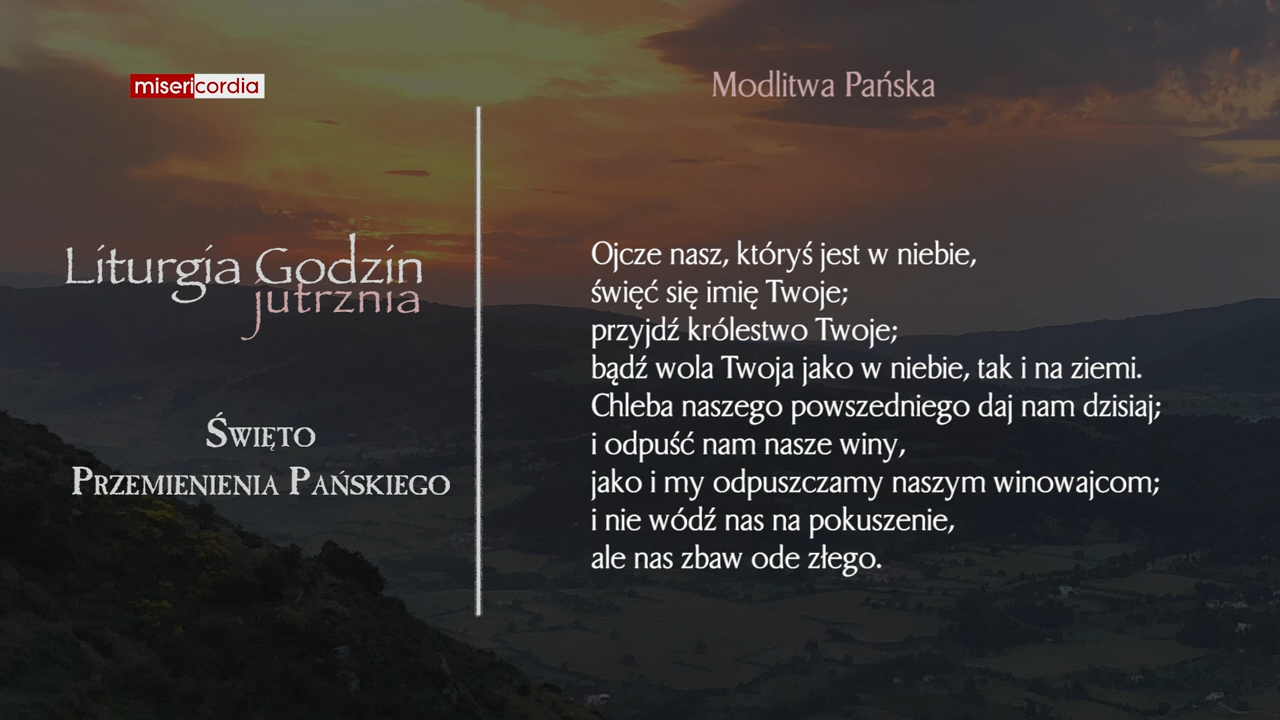 misericordia
Liturgia Godzin
jutrznia
Święto
Przemienienia Pańskiego
Modlitwa Pańska
Ojcze nasz, któryś jest w niebie,
święć się imię Twoje;
przyjdź królestwo Twoje;
bądź wola Twoja jako w niebie, tak i na ziemi.
Chleba naszego powszedniego daj nam dzisiaj;
i odpuść nam nasze winy,
jako i my odpuszczamy naszym winowajcom;
i nie wódź nas na pokuszenie,
ale nas zbaw ode złego.